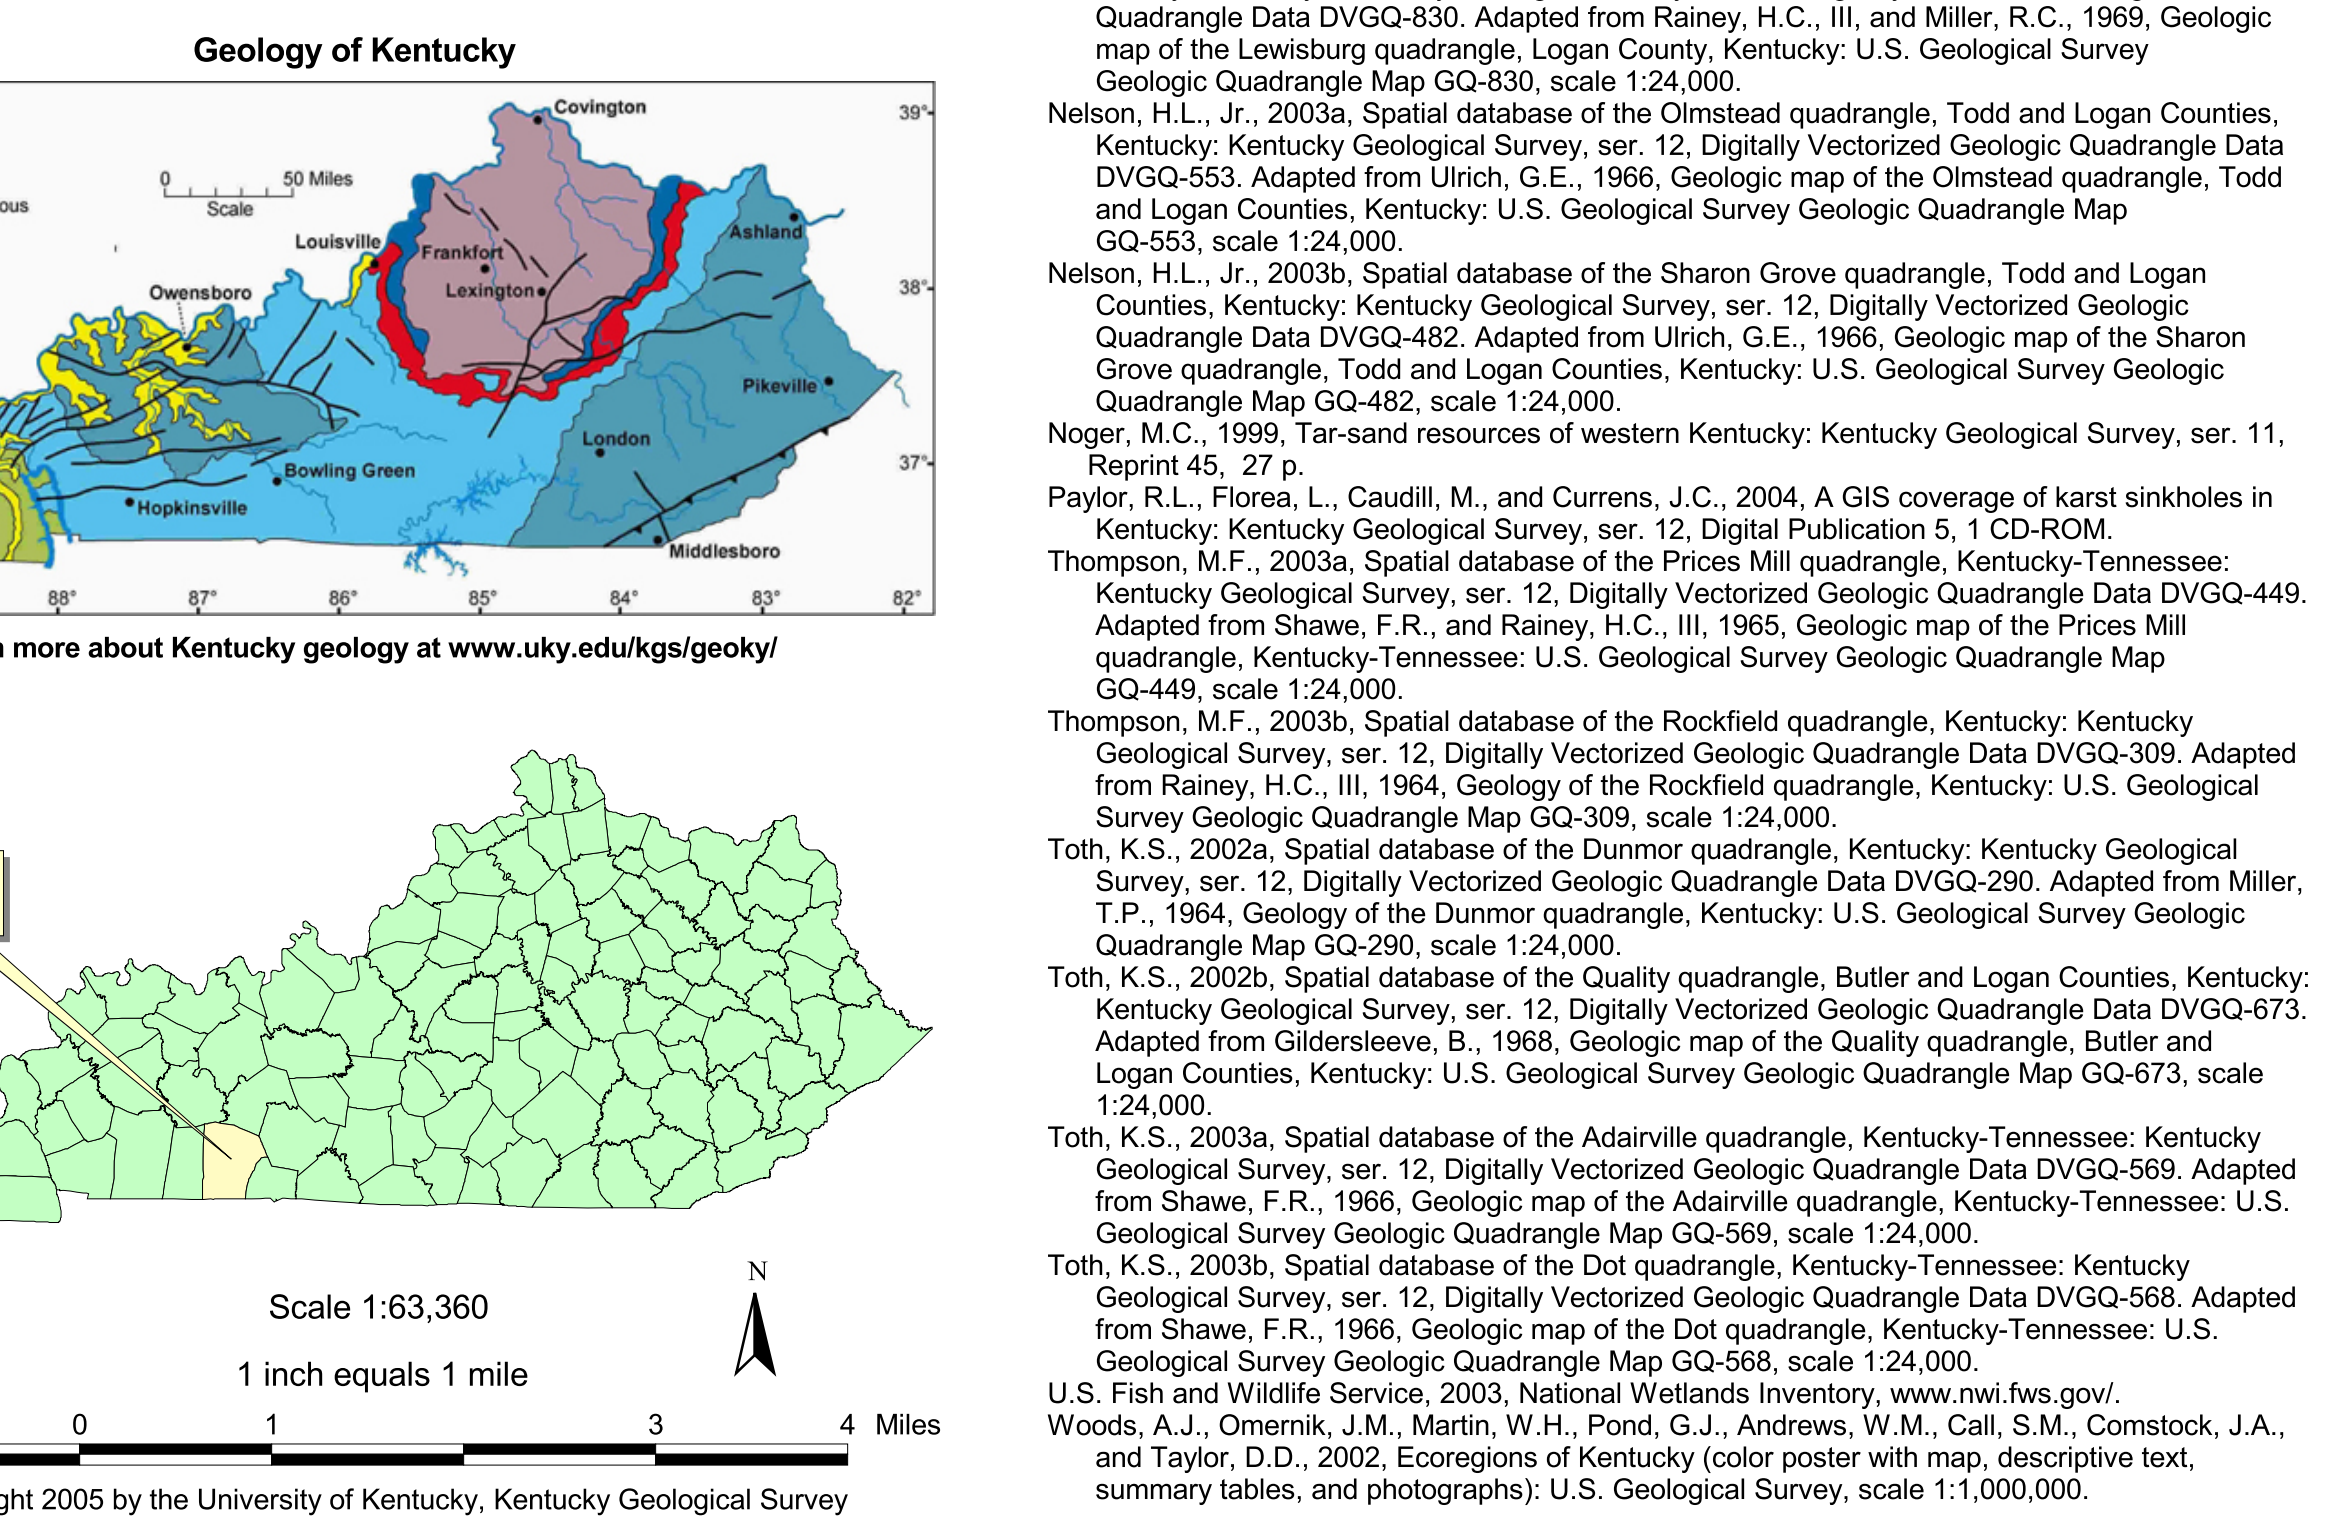 Geology of Kentucky
Covington
39°
0 50 Miles
Scale
ous
Ashland
Louisville
Frankfort
Lexington
Owensboro
38°
Pikeville
London
37°
Bowling Green
Hopkinsville
Middlesboro
88° 87° 86° 85° 84° 83° 82°
more about Kentucky geology at www.uky.edu/kgs/geoky/
N
Scale 1:63,360
1 inch equals 1 mile
0 1 3 4 Miles
ght 2005 by the University of Kentucky, Kentucky Geological Survey
Quadrangle Data DVGQ-830. Adapted from Rainey, H.C., III, and Miller, R.C., 1969, Geologic
map of the Lewisburg quadrangle, Logan County, Kentucky: U.S. Geological Survey
Geologic Quadrangle Map GQ-830, scale 1:24,000.
Nelson, H.L., Jr., 2003a, Spatial database of the Olmstead quadrangle, Todd and Logan Counties,
Kentucky: Kentucky Geological Survey, ser. 12, Digitally Vectorized Geologic Quadrangle Data
DVGQ-553. Adapted from Ulrich, G.E., 1966, Geologic map of the Olmstead quadrangle, Todd
and Logan Counties, Kentucky: U.S. Geological Survey Geologic Quadrangle Map
GQ-553, scale 1:24,000.
Nelson, H.L., Jr., 2003b, Spatial database of the Sharon Grove quadrangle, Todd and Logan
Counties, Kentucky: Kentucky Geological Survey, ser. 12, Digitally Vectorized Geologic
Quadrangle Data DVGQ-482. Adapted from Ulrich, G.E., 1966, Geologic map of the Sharon
Grove quadrangle, Todd and Logan Counties, Kentucky: U.S. Geological Survey Geologic
Quadrangle Map GQ-482, scale 1:24,000.
Noger, M.C., 1999, Tar-sand resources of western Kentucky: Kentucky Geological Survey, ser. 11,
Reprint 45, 27 p.
Paylor, R.L., Florea, L., Caudill, M., and Currens, J.C., 2004, A GIS coverage of karst sinkholes in
Kentucky: Kentucky Geological Survey, ser. 12, Digital Publication 5, 1 CD-ROM.
Thompson, M.F., 2003a, Spatial database of the Prices Mill quadrangle, Kentucky-Tennessee:
Kentucky Geological Survey, ser. 12, Digitally Vectorized Geologic Quadrangle Data DVGQ-449.
Adapted from Shawe, F.R., and Rainey, H.C., III, 1965, Geologic map of the Prices Mill
quadrangle, Kentucky-Tennessee: U.S. Geological Survey Geologic Quadrangle Map
GQ-449, scale 1:24,000.
Thompson, M.F., 2003b, Spatial database of the Rockfield quadrangle, Kentucky: Kentucky
Geological Survey, ser. 12, Digitally Vectorized Geologic Quadrangle Data DVGQ-309. Adapted
from Rainey, H.C., III, 1964, Geology of the Rockfield quadrangle, Kentucky: U.S. Geological
Survey Geologic Quadrangle Map GQ-309, scale 1:24,000.
Toth, K.S., 2002a, Spatial database of the Dunmor quadrangle, Kentucky: Kentucky Geological
Survey, ser. 12, Digitally Vectorized Geologic Quadrangle Data DVGQ-290. Adapted from Miller,
T.P., 1964, Geology of the Dunmor quadrangle, Kentucky: U.S. Geological Survey Geologic
Quadrangle Map GQ-290, scale 1:24,000.
Toth, K.S., 2002b, Spatial database of the Quality quadrangle, Butler and Logan Counties, Kentucky:
Kentucky Geological Survey, ser. 12, Digitally Vectorized Geologic Quadrangle Data DVGQ-673.
Adapted from Gildersleeve, B., 1968, Geologic map of the Quality quadrangle, Butler and
Logan Counties, Kentucky: U.S. Geological Survey Geologic Quadrangle Map GQ-673, scale
1:24,000.
Toth, K.S., 2003a, Spatial database of the Adairville quadrangle, Kentucky-Tennessee: Kentucky
Geological Survey, ser. 12, Digitally Vectorized Geologic Quadrangle Data DVGQ-569. Adapted
from Shawe, F.R., 1966, Geologic map of the Adairville quadrangle, Kentucky-Tennessee: U.S.
Geological Survey Geologic Quadrangle Map GQ-569, scale 1:24,000.
Toth, K.S., 2003b, Spatial database of the Dot quadrangle, Kentucky-Tennessee: Kentucky
Geological Survey, ser. 12, Digitally Vectorized Geologic Quadrangle Data DVGQ-568. Adapted
from Shawe, F.R., 1966, Geologic map of the Dot quadrangle, Kentucky-Tennessee: U.S.
Geological Survey Geologic Quadrangle Map GQ-568, scale 1:24,000.
U.S. Fish and Wildlife Service, 2003, National Wetlands Inventory, www.nwi.fws.gov/.
Woods, A.J., Omernik, J.M., Martin, W.H., Pond, G.J., Andrews, W.M., Call, S.M., Comstock, J.A.,
and Taylor, D.D., 2002, Ecoregions of Kentucky (color poster with map, descriptive text,
summary tables, and photographs): U.S. Geological Survey, scale 1:1,000,000.